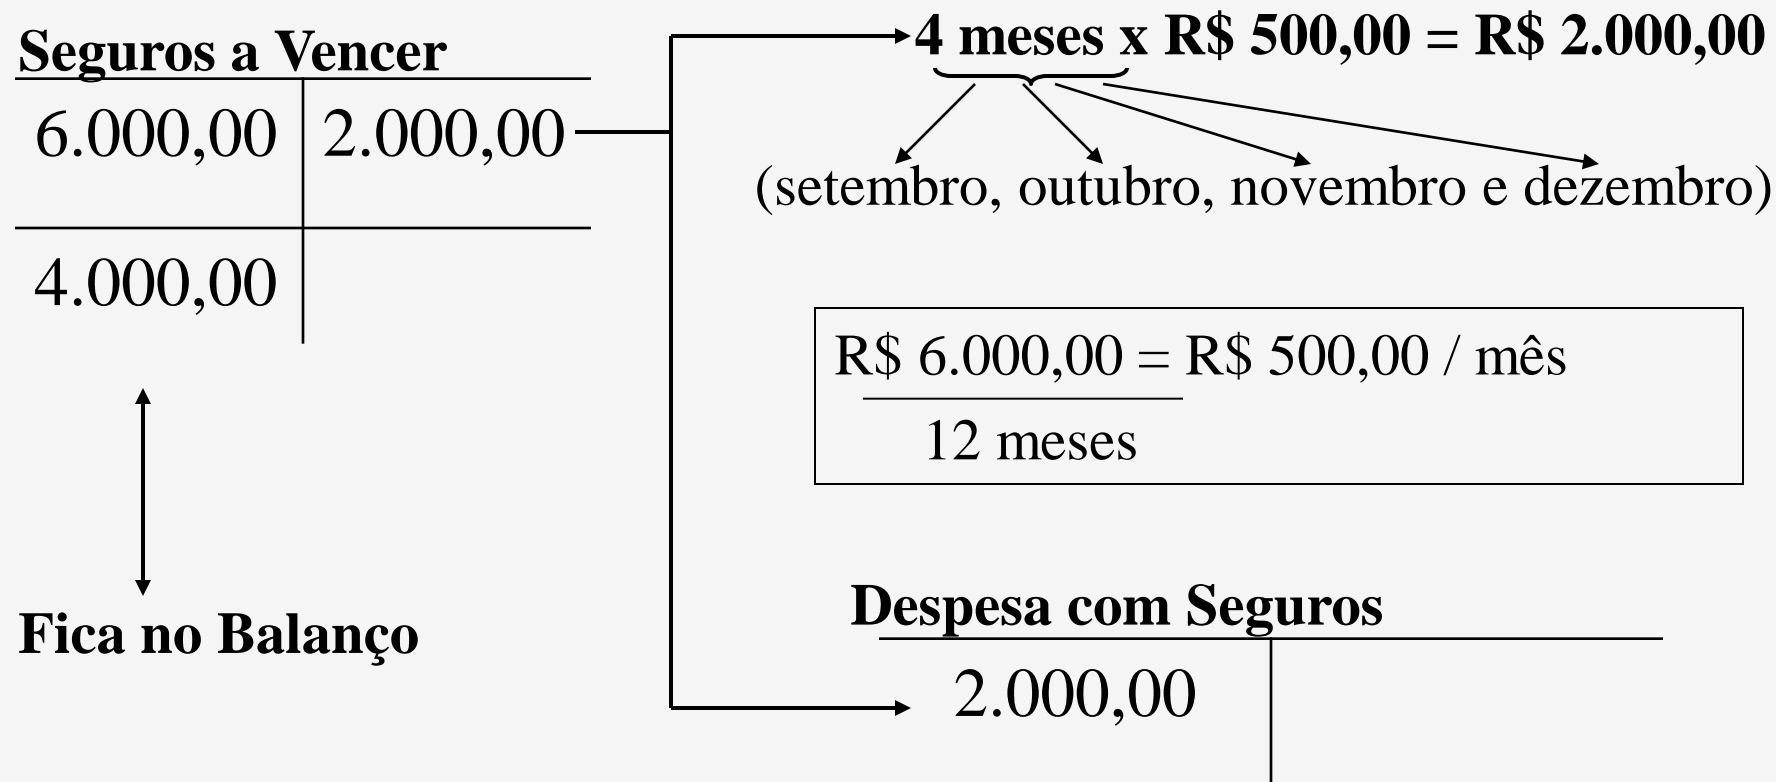 Seguros a Vencer
6.000,00 2.000,00
4.000,00
Fica no Balanço
4 meses x R$ 500,00 = R$ 2.000,00
(setembro, outubro, novembro e dezembro)
R$ 6.000,00 = R$ 500,00 / mês
12 meses
Despesa com Seguros
2.000,00